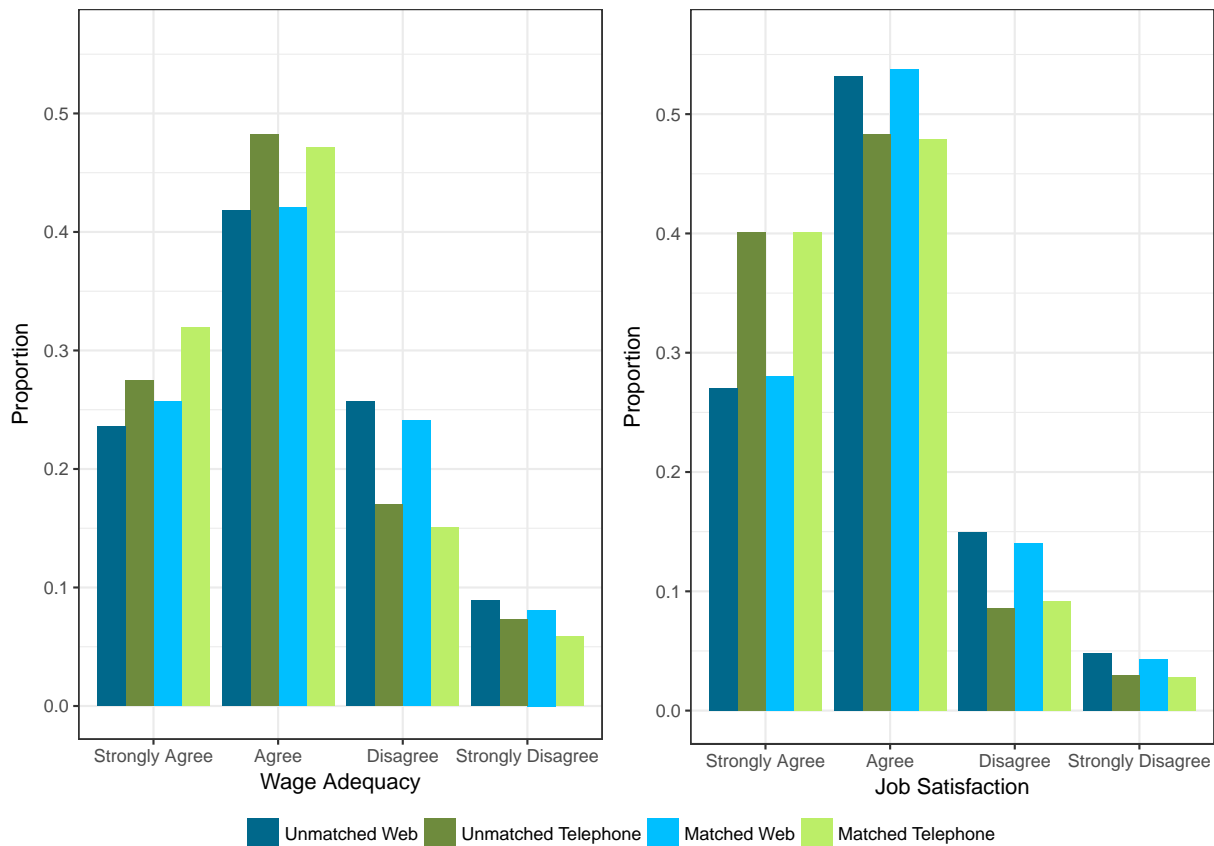 Proportion
0.5
0.4
0.3
0.2
0.1
0.0
Strongly Agree Agree Disagree Strongly Disagree
Wage Adequacy
Proportion
0.5
0.4
0.3
0.2
0.1
0.0
Strongly Agree Agree Disagree Strongly Disagree
Job Satisfaction
Unmatched Web Unmatched Telephone Matched Web Matched Telephone